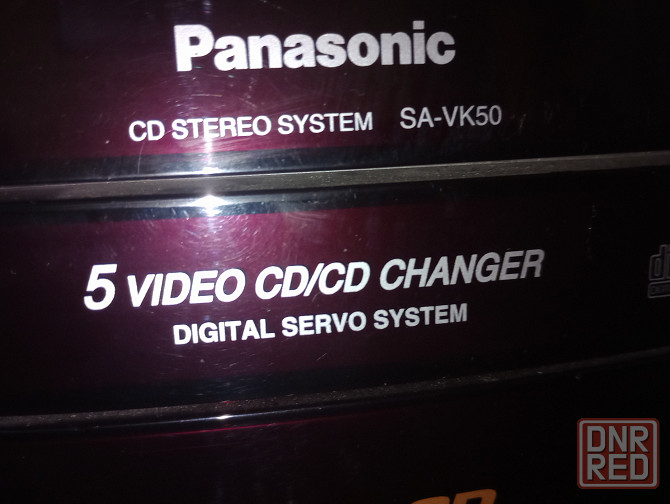 Panasonic
CD STEREO SYSTEM SA-VK50
5 VIDEO CD/CD CHANGER
DIGITAL SERVO SYSTEM
DNR
RED